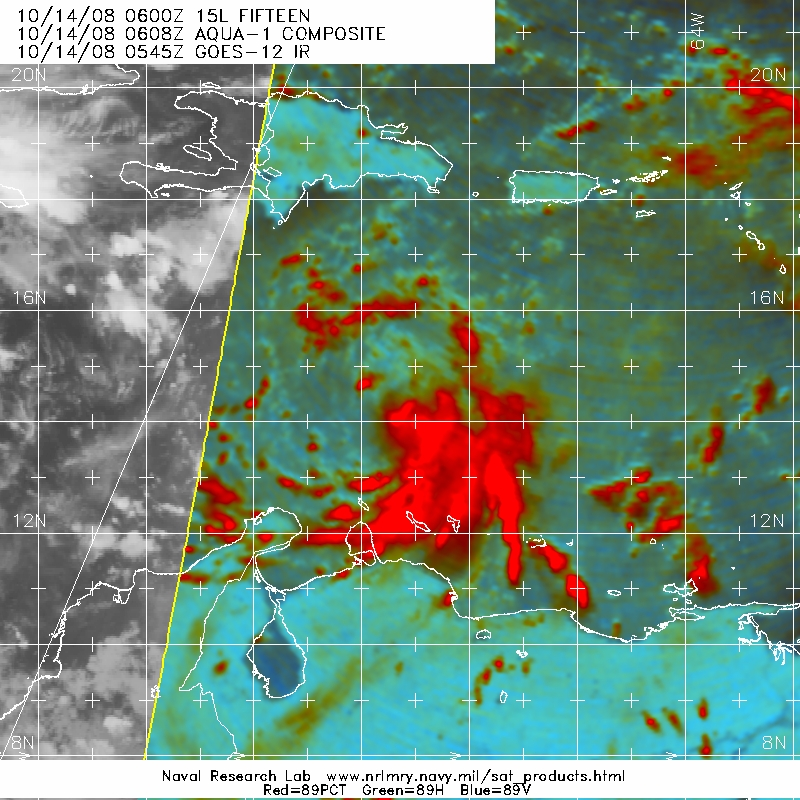 10/14/08 0600Z 15L FIFTEEN
10/14/08 0608Z AQUA-1 COMPOSITE
10/14/08 0545Z GOES-12 IR
64W
20N 20N
16N 16N
12N 12N
8N 8N
Naval Research Lab www.nrlmry.navy.mil/sat_products.html
Red=89PCT Green=89H Blue=89V